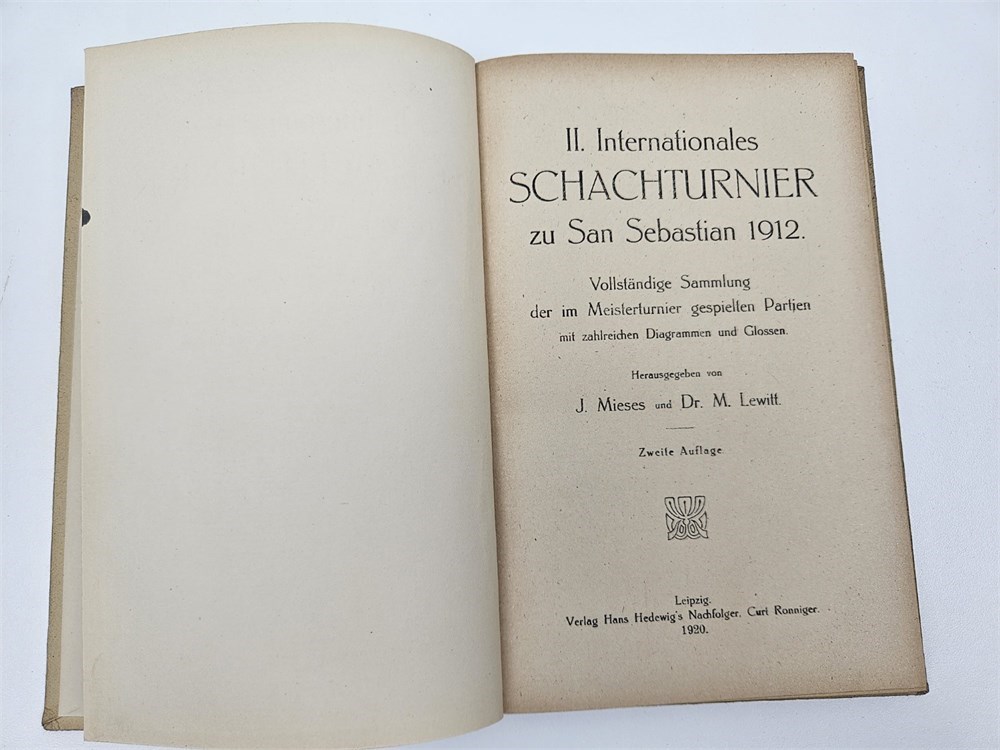 II. Internationales
SCHACHTURNIER
zu San Sebastian 1912.
Vollständige Sammlung
der im Meisterturnier gespielten Partien
mit zahlreichen Diagrammen und Glossen.
Herausgegeben von
J. Mieses und Dr. M. Lewitt.
Zweite Auflage
Leipzig.
Verlag Hans Hedewig's Nachfolger, Curt Ronniger.
1920.